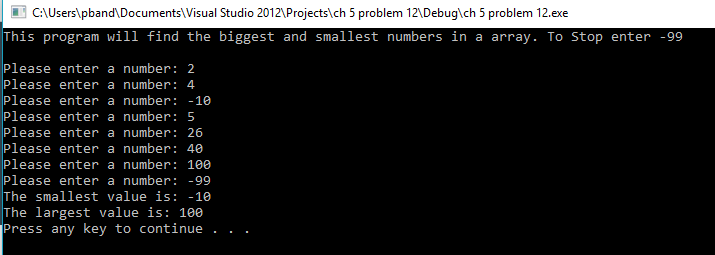 C:\Users\pband\Documents\Visual Studio 2012\Projects\ch 5 problem 12\Debug\ch 5 problem 12.exe
This program will find the biggest and smallest numbers in a array. To Stop enter -99
Please enter a number: 2
Please enter a number: 4
Please enter a number: -10
Please enter a number: 5
Please enter a number: 26
Please enter a number: 40
Please enter a number: 100
Please enter a number: -99
The smallest value is: -10
The largest value is: 100
Press any key to continue . . .